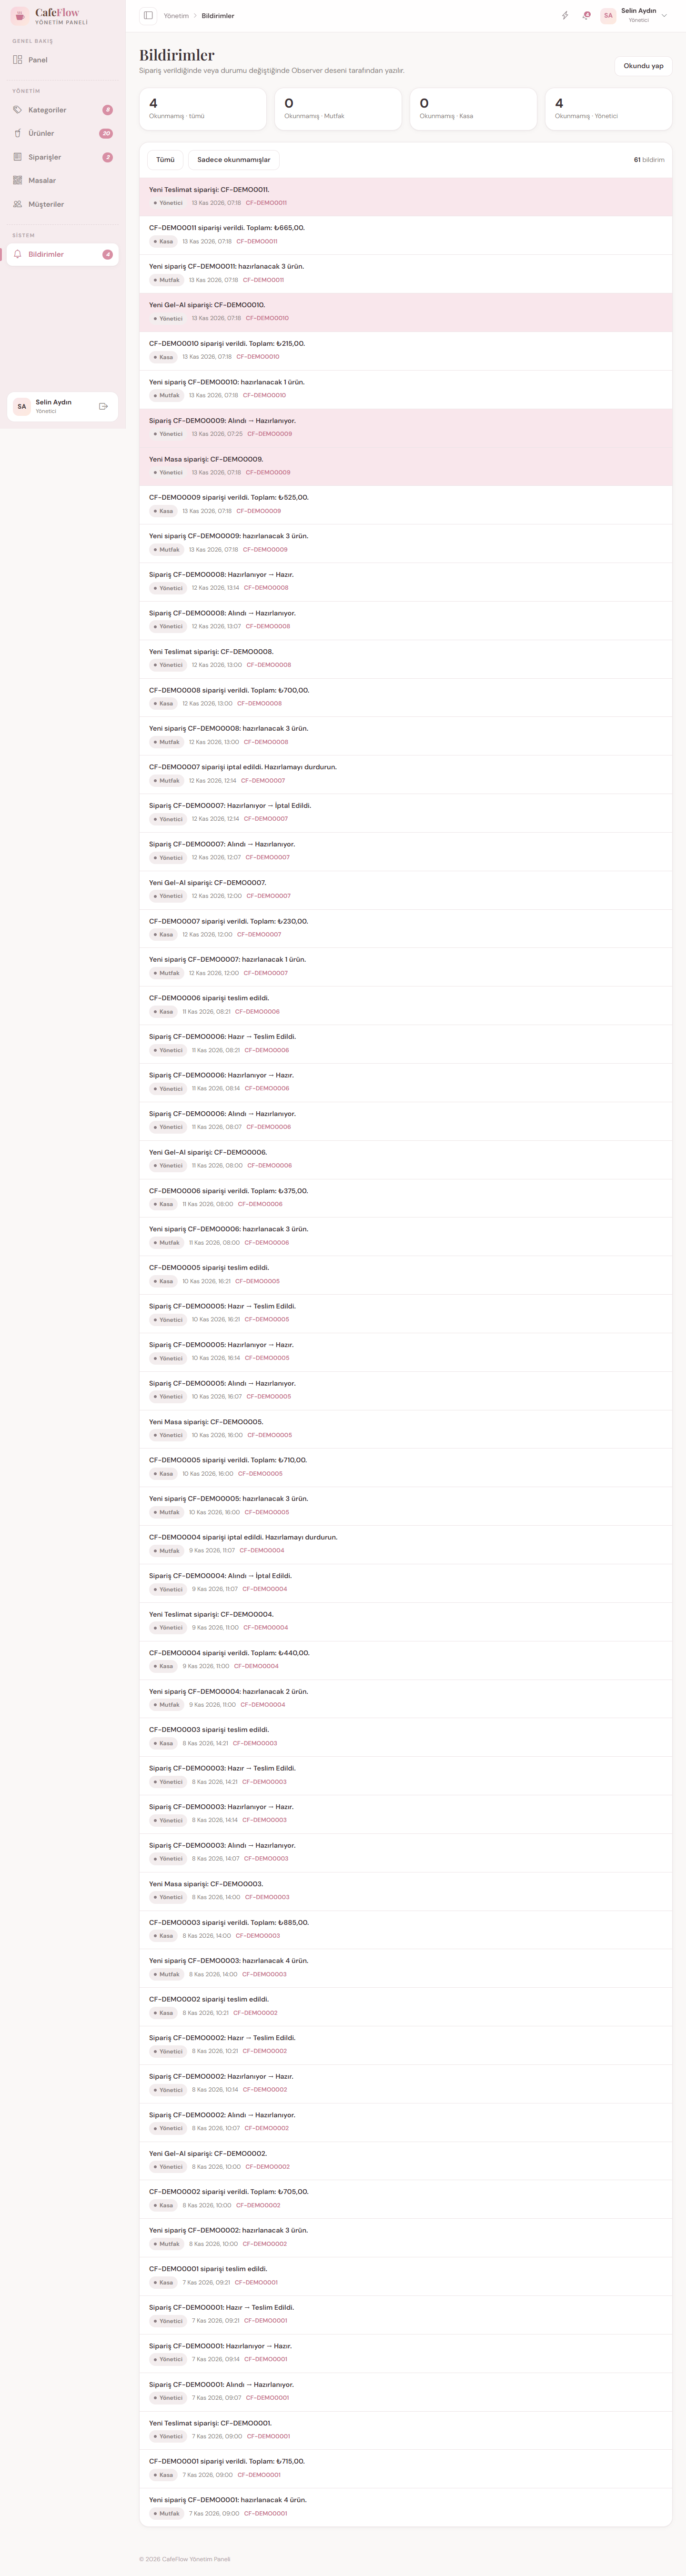 CafeFlow
YÖNETİM PANELİ
GENEL BAKIŞ
Panel
YÖNETİM
Kategoriler 8
Ürünler 20
Siparişler 2
Masalar
Müşteriler
SİSTEM
Bildirimler 4
SA Selin Aydın
Yönetici
Yönetim > Bildirimler
SA Selin Aydın
Yönetici
Bildirimler
Sipariş verildiğinde veya durumu değiştiğinde Observer deseni tarafından yazılır.
Okundu yap
4
Okunmamış · tümü
0
Okunmamış · Mutfak
0
Okunmamış · Kasa
4
Okunmamış · Yönetici
Tümü Sadece okunmamışlar 61 bildirim
Yeni Teslimat siparişi: CF-DEMO0011.
Yönetici 13 Kas 2026, 07:18 CF-DEMO0011
CF-DEMO0011 siparişi verildi. Toplam: ₺665,00.
Kasa 13 Kas 2026, 07:18 CF-DEMO0011
Yeni sipariş CF-DEMO0011: hazırlanacak 3 ürün.
Mutfak 13 Kas 2026, 07:18 CF-DEMO0011
Yeni Gel-Al siparişi: CF-DEMO0010.
Yönetici 13 Kas 2026, 07:18 CF-DEMO0010
CF-DEMO0010 siparişi verildi. Toplam: ₺215,00.
Kasa 13 Kas 2026, 07:18 CF-DEMO0010
Yeni sipariş CF-DEMO0010: hazırlanacak 1 ürün.
Mutfak 13 Kas 2026, 07:18 CF-DEMO0010
Sipariş CF-DEMO0009: Alındı → Hazırlanıyor.
Yönetici 13 Kas 2026, 07:25 CF-DEMO0009
Yeni Masa siparişi: CF-DEMO0009.
Yönetici 13 Kas 2026, 07:18 CF-DEMO0009
CF-DEMO0009 siparişi verildi. Toplam: ₺525,00.
Kasa 13 Kas 2026, 07:18 CF-DEMO0009
Yeni sipariş CF-DEMO0009: hazırlanacak 3 ürün.
Mutfak 13 Kas 2026, 07:18 CF-DEMO0009
Sipariş CF-DEMO0008: Hazırlanıyor → Hazır.
Yönetici 12 Kas 2026, 13:14 CF-DEMO0008
Sipariş CF-DEMO0008: Alındı → Hazırlanıyor.
Yönetici 12 Kas 2026, 13:07 CF-DEMO0008
Yeni Teslimat siparişi: CF-DEMO0008.
Yönetici 12 Kas 2026, 13:00 CF-DEMO0008
CF-DEMO0008 siparişi verildi. Toplam: ₺700,00.
Kasa 12 Kas 2026, 13:00 CF-DEMO0008
Yeni sipariş CF-DEMO0008: hazırlanacak 3 ürün.
Mutfak 12 Kas 2026, 13:00 CF-DEMO0008
CF-DEMO0007 siparişi iptal edildi. Hazırlamayı durdurun.
Mutfak 12 Kas 2026, 12:14 CF-DEMO0007
Sipariş CF-DEMO0007: Hazırlanıyor → İptal Edildi.
Yönetici 12 Kas 2026, 12:14 CF-DEMO0007
Sipariş CF-DEMO0007: Alındı → Hazırlanıyor.
Yönetici 12 Kas 2026, 12:07 CF-DEMO0007
Yeni Gel-Al siparişi: CF-DEMO0007.
Yönetici 12 Kas 2026, 12:00 CF-DEMO0007
CF-DEMO0007 siparişi verildi. Toplam: ₺230,00.
Kasa 12 Kas 2026, 12:00 CF-DEMO0007
Yeni sipariş CF-DEMO0007: hazırlanacak 1 ürün.
Mutfak 12 Kas 2026, 12:00 CF-DEMO0007
CF-DEMO0006 siparişi teslim edildi.
Kasa 11 Kas 2026, 08:21 CF-DEMO0006
Sipariş CF-DEMO0006: Hazır → Teslim Edildi.
Yönetici 11 Kas 2026, 08:21 CF-DEMO0006
Sipariş CF-DEMO0006: Hazırlanıyor → Hazır.
Yönetici 11 Kas 2026, 08:14 CF-DEMO0006
Sipariş CF-DEMO0006: Alındı → Hazırlanıyor.
Yönetici 11 Kas 2026, 08:07 CF-DEMO0006
Yeni Gel-Al siparişi: CF-DEMO0006.
Yönetici 11 Kas 2026, 08:00 CF-DEMO0006
CF-DEMO0006 siparişi verildi. Toplam: ₺375,00.
Kasa 11 Kas 2026, 08:00 CF-DEMO0006
Yeni sipariş CF-DEMO0006: hazırlanacak 3 ürün.
Mutfak 11 Kas 2026, 08:00 CF-DEMO0006
CF-DEMO0005 siparişi teslim edildi.
Kasa 10 Kas 2026, 16:21 CF-DEMO0005
Sipariş CF-DEMO0005: Hazır → Teslim Edildi.
Yönetici 10 Kas 2026, 16:21 CF-DEMO0005
Sipariş CF-DEMO0005: Hazırlanıyor → Hazır.
Yönetici 10 Kas 2026, 16:14 CF-DEMO0005
Sipariş CF-DEMO0005: Alındı → Hazırlanıyor.
Yönetici 10 Kas 2026, 16:07 CF-DEMO0005
Yeni Masa siparişi: CF-DEMO0005.
Yönetici 10 Kas 2026, 16:00 CF-DEMO0005
CF-DEMO0005 siparişi verildi. Toplam: ₺710,00.
Kasa 10 Kas 2026, 16:00 CF-DEMO0005
Yeni sipariş CF-DEMO0005: hazırlanacak 3 ürün.
Mutfak 10 Kas 2026, 16:00 CF-DEMO0005
CF-DEMO0004 siparişi iptal edildi. Hazırlamayı durdurun.
Mutfak 9 Kas 2026, 11:07 CF-DEMO0004
Sipariş CF-DEMO0004: Alındı → İptal Edildi.
Yönetici 9 Kas 2026, 11:07 CF-DEMO0004
Yeni Teslimat siparişi: CF-DEMO0004.
Yönetici 9 Kas 2026, 11:00 CF-DEMO0004
CF-DEMO0004 siparişi verildi. Toplam: ₺440,00.
Kasa 9 Kas 2026, 11:00 CF-DEMO0004
Yeni sipariş CF-DEMO0004: hazırlanacak 2 ürün.
Mutfak 9 Kas 2026, 11:00 CF-DEMO0004
CF-DEMO0003 siparişi teslim edildi.
Kasa 8 Kas 2026, 14:21 CF-DEMO0003
Sipariş CF-DEMO0003: Hazır → Teslim Edildi.
Yönetici 8 Kas 2026, 14:21 CF-DEMO0003
Sipariş CF-DEMO0003: Hazırlanıyor → Hazır.
Yönetici 8 Kas 2026, 14:14 CF-DEMO0003
Sipariş CF-DEMO0003: Alındı → Hazırlanıyor.
Yönetici 8 Kas 2026, 14:07 CF-DEMO0003
Yeni Masa siparişi: CF-DEMO0003.
Yönetici 8 Kas 2026, 14:00 CF-DEMO0003
CF-DEMO0003 siparişi verildi. Toplam: ₺885,00.
Kasa 8 Kas 2026, 14:00 CF-DEMO0003
Yeni sipariş CF-DEMO0003: hazırlanacak 4 ürün.
Mutfak 8 Kas 2026, 14:00 CF-DEMO0003
CF-DEMO0002 siparişi teslim edildi.
Kasa 8 Kas 2026, 10:21 CF-DEMO0002
Sipariş CF-DEMO0002: Hazır → Teslim Edildi.
Yönetici 8 Kas 2026, 10:21 CF-DEMO0002
Sipariş CF-DEMO0002: Hazırlanıyor → Hazır.
Yönetici 8 Kas 2026, 10:14 CF-DEMO0002
Sipariş CF-DEMO0002: Alındı → Hazırlanıyor.
Yönetici 8 Kas 2026, 10:07 CF-DEMO0002
Yeni Gel-Al siparişi: CF-DEMO0002.
Yönetici 8 Kas 2026, 10:00 CF-DEMO0002
CF-DEMO0002 siparişi verildi. Toplam: ₺705,00.
Kasa 8 Kas 2026, 10:00 CF-DEMO0002
Yeni sipariş CF-DEMO0002: hazırlanacak 3 ürün.
Mutfak 8 Kas 2026, 10:00 CF-DEMO0002
CF-DEMO0001 siparişi teslim edildi.
Kasa 7 Kas 2026, 09:21 CF-DEMO0001
Sipariş CF-DEMO0001: Hazır → Teslim Edildi.
Yönetici 7 Kas 2026, 09:21 CF-DEMO0001
Sipariş CF-DEMO0001: Hazırlanıyor → Hazır.
Yönetici 7 Kas 2026, 09:14 CF-DEMO0001
Sipariş CF-DEMO0001: Alındı → Hazırlanıyor.
Yönetici 7 Kas 2026, 09:07 CF-DEMO0001
Yeni Teslimat siparişi: CF-DEMO0001.
Yönetici 7 Kas 2026, 09:00 CF-DEMO0001
CF-DEMO0001 siparişi verildi. Toplam: ₺715,00.
Kasa 7 Kas 2026, 09:00 CF-DEMO0001
Yeni sipariş CF-DEMO0001: hazırlanacak 4 ürün.
Mutfak 7 Kas 2026, 09:00 CF-DEMO0001
© 2026 CafeFlow Yönetim Paneli